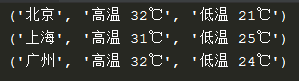 ('北京', '高温 32℃', '低温 21℃')
('上海', '高温 31℃', '低温 25℃')
('广州', '高温 32℃', '低温 24℃')